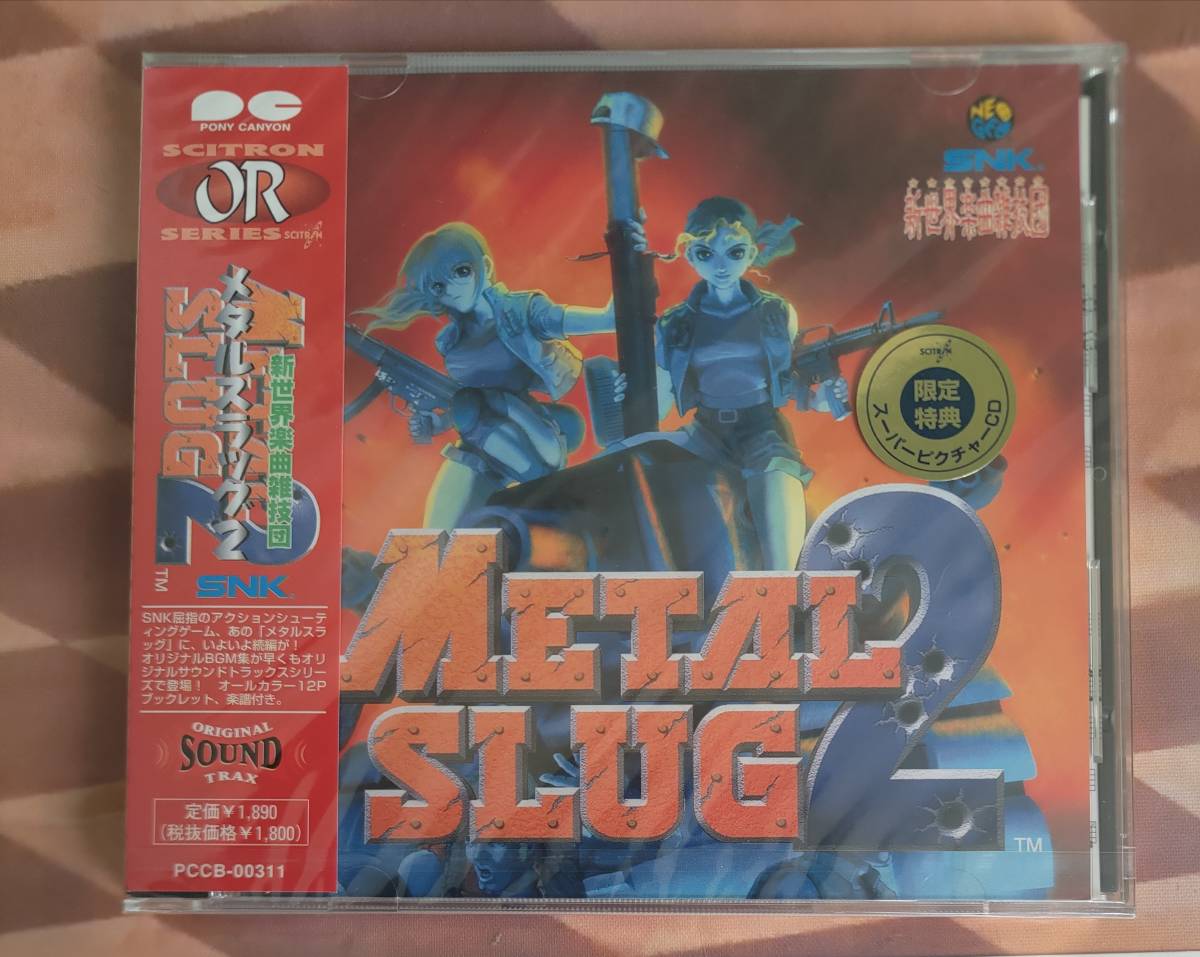 PONY CANYON
SCITRON
OR
SERIES SCITRON
METAL
SLUG
2
メタルスラッグ2
新世界楽曲雑技団
TM
SNK®
SNK屈指のアクションシューテ
ィングゲーム、あの「メタルスラ
ッグ」に、いよいよ続編が!
オリジナルBGM集が早くもオリ
ジナルサウンドトラックスシリー
ズで登場! オールカラー12P
ブックレット、楽譜付き。
ORIGINAL
SOUND
TRAX
定価¥1,890
(税抜価格¥1,800)
PCCB-00311
NEO
GEO
SNK®
新世界楽曲雑技団
SCITRON
限定
特典
スーパーピクチャーCD
METAL
SLUG
2
TM